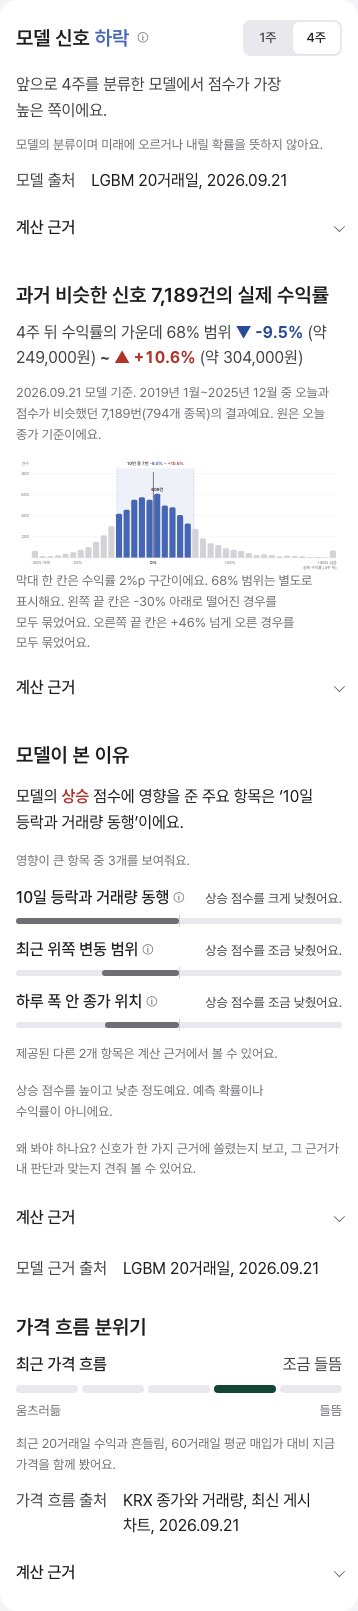 모델 신호 하락 ⓘ
1주 4주
앞으로 4주를 분류한 모델에서 점수가 가장
높은 쪽이에요.
모델의 분류이며 미래에 오르거나 내릴 확률을 뜻하지 않아요.
모델 출처 LGBM 20거래일, 2026.09.21
계산 근거
과거 비슷한 신호 7,189건의 실제 수익률
4주 뒤 수익률의 가운데 68% 범위 ▼ -9.5% (약
249,000원) ~ ▲ +10.6% (약 304,000원)
2026.09.21 모델 기준. 2019년 1월~2025년 12월 중 오늘과
점수가 비슷했던 7,189번(794개 종목)의 결과예요. 원은 오늘
종가 기준이에요.
10번 중 7번 -9.5% ~ +10.6%
800
600
400
200
0%
막대 한 칸은 수익률 2%p 구간이에요. 68% 범위는 별도로
표시해요. 왼쪽 끝 칸은 -30% 아래로 떨어진 경우를
모두 묶었어요. 오른쪽 끝 칸은 +46% 넘게 오른 경우를
모두 묶었어요.
계산 근거
모델이 본 이유
모델의 상승 점수에 영향을 준 주요 항목은 ‘10일
등락과 거래량 동행’이에요.
영향이 큰 항목 중 3개를 보여줘요.
10일 등락과 거래량 동행 ⓘ 상승 점수를 크게 낮췄어요.
최근 위쪽 변동 범위 ⓘ 상승 점수를 조금 낮췄어요.
하루 폭 안 종가 위치 ⓘ 상승 점수를 조금 낮췄어요.
제공된 다른 2개 항목은 계산 근거에서 볼 수 있어요.
상승 점수를 높이고 낮춘 정도예요. 예측 확률이나
수익률이 아니에요.
왜 봐야 하나요? 신호가 한 가지 근거에 쏠렸는지 보고, 그 근거가
내 판단과 맞는지 견줘 볼 수 있어요.
계산 근거
모델 근거 출처 LGBM 20거래일, 2026.09.21
가격 흐름 분위기
최근 가격 흐름 조금 들뜸
움츠러듦 들뜸
최근 20거래일 수익과 흔들림, 60거래일 평균 매입가 대비 지금
가격을 함께 봤어요.
가격 흐름 출처 KRX 종가와 거래량, 최신 게시
차트, 2026.09.21
계산 근거